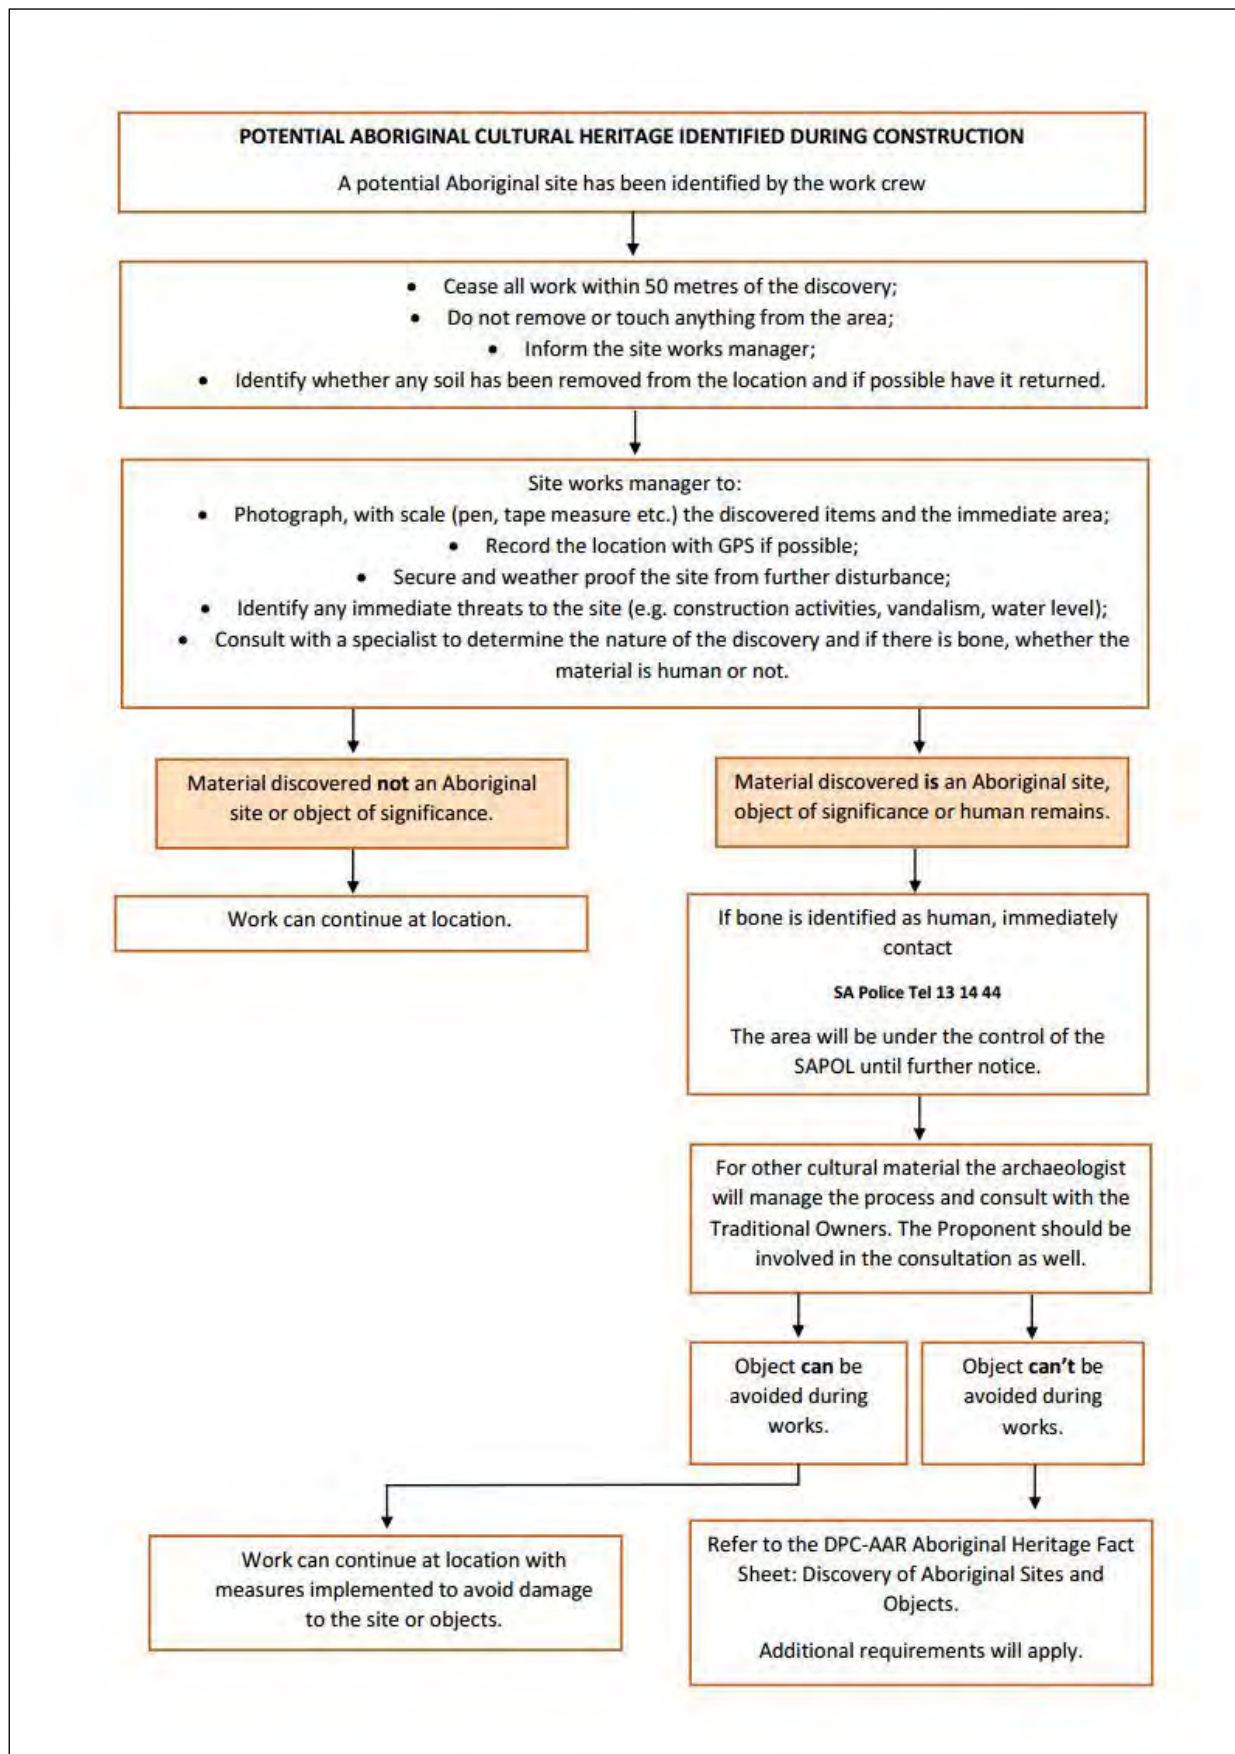 POTENTIAL ABORIGINAL CULTURAL HERITAGE IDENTIFIED DURING CONSTRUCTION
A potential Aboriginal site has been identified by the work crew
• Cease all work within 50 metres of the discovery;
• Do not remove or touch anything from the area;
• Inform the site works manager;
• Identify whether any soil has been removed from the location and if possible have it returned.
Site works manager to:
• Photograph, with scale (pen, tape measure etc.) the discovered items and the immediate area;
• Record the location with GPS if possible;
• Secure and weather proof the site from further disturbance;
• Identify any immediate threats to the site (e.g. construction activities, vandalism, water level);
• Consult with a specialist to determine the nature of the discovery and if there is bone, whether the
material is human or not.
Material discovered not an Aboriginal
site or object of significance.
Work can continue at location.
Material discovered is an Aboriginal site,
object of significance or human remains.
If bone is identified as human, immediately
contact
SA Police Tel 13 14 44
The area will be under the control of the
SAPOL until further notice.
For other cultural material the archaeologist
will manage the process and consult with the
Traditional Owners. The Proponent should be
involved in the consultation as well.
Object can be
avoided during
works.
Object can't be
avoided during
works.
Work can continue at location with
measures implemented to avoid damage
to the site or objects.
Refer to the DPC-AAR Aboriginal Heritage Fact
Sheet: Discovery of Aboriginal Sites and
Objects.
Additional requirements will apply.